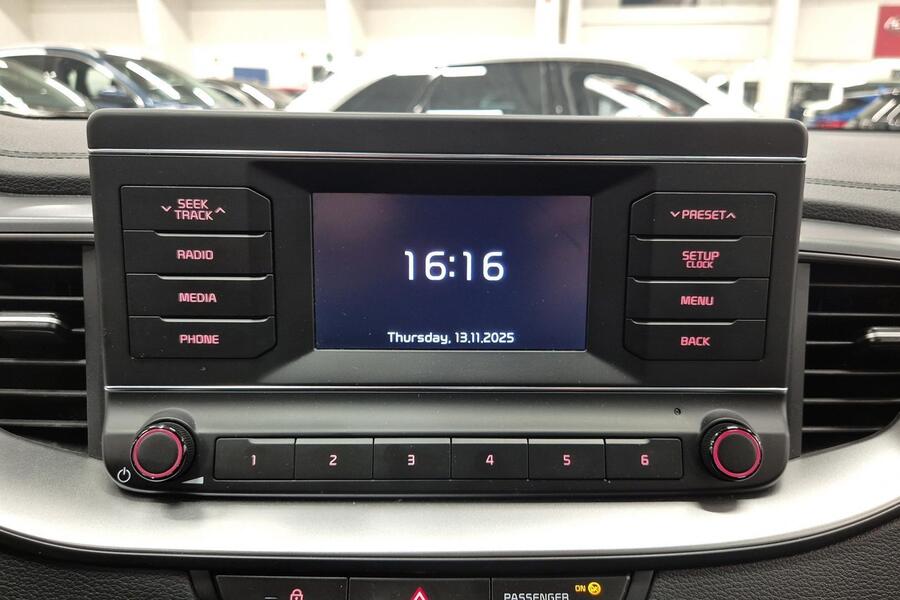 SEEK
TRACK
RADIO
MEDIA
PHONE
16:16
Thursday, 13.11.2025
PRESET
SETUP
CLOCK
MENU
BACK
1 2 3 4 5 6
PASSENGER
ON